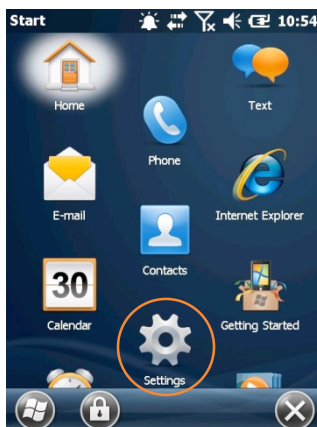 Start 10:54
Home
Text
Phone
E-mail
Internet Explorer
Contacts
30
Calendar
Getting Started
Settings